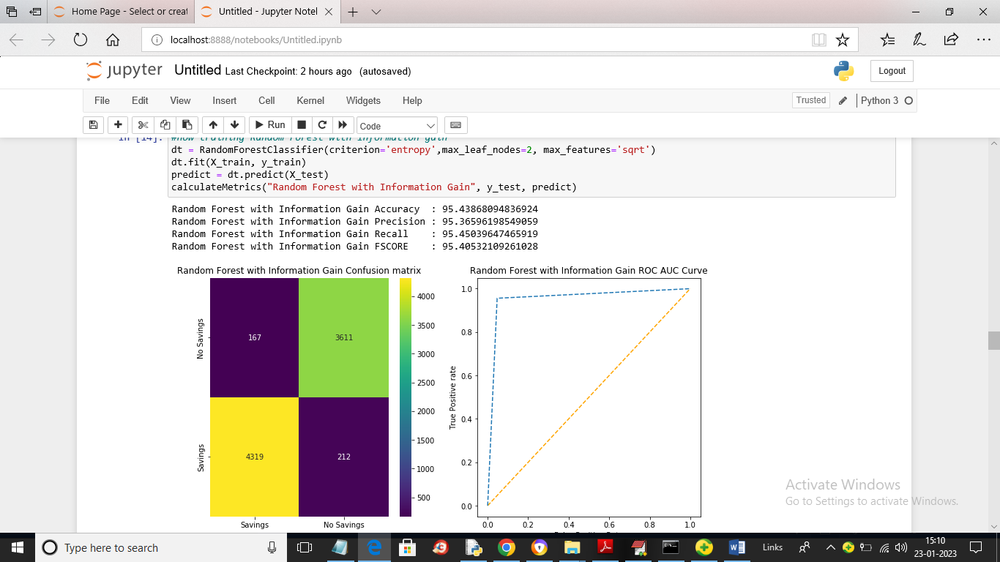 Home Page - Select or creat
Untitled - Jupyter Notel
localhost:8888/notebooks/Untitled.ipynb
jupyter Untitled Last Checkpoint: 2 hours ago (autosaved)
Logout
File Edit View Insert Cell Kernel Widgets Help
Trusted Python 3
Run Code
In [14]: #now training Random Forest with information gain
dt = RandomForestClassifier(criterion='entropy',max_leaf_nodes=2, max_features='sqrt')
dt.fit(X_train, y_train)
predict = dt.predict(X_test)
calculateMetrics("Random Forest with Information Gain", y_test, predict)
Random Forest with Information Gain Accuracy : 95.43868094836924
Random Forest with Information Gain Precision : 95.36596198549059
Random Forest with Information Gain Recall : 95.45039647465919
Random Forest with Information Gain FSCORE : 95.40532109261028
Random Forest with Information Gain Confusion matrix
No Savings
Savings
167 3611
4319 212
Savings No Savings
4000
3500
3000
2500
2000
1500
1000
500
Random Forest with Information Gain ROC AUC Curve
True Positive rate
1.0
0.8
0.6
0.4
0.2
0.0
0.0 0.2 0.4 0.6 0.8 1.0
Activate Windows
Go to Settings to activate Windows.
Type here to search
Links
15:10
23-01-2023